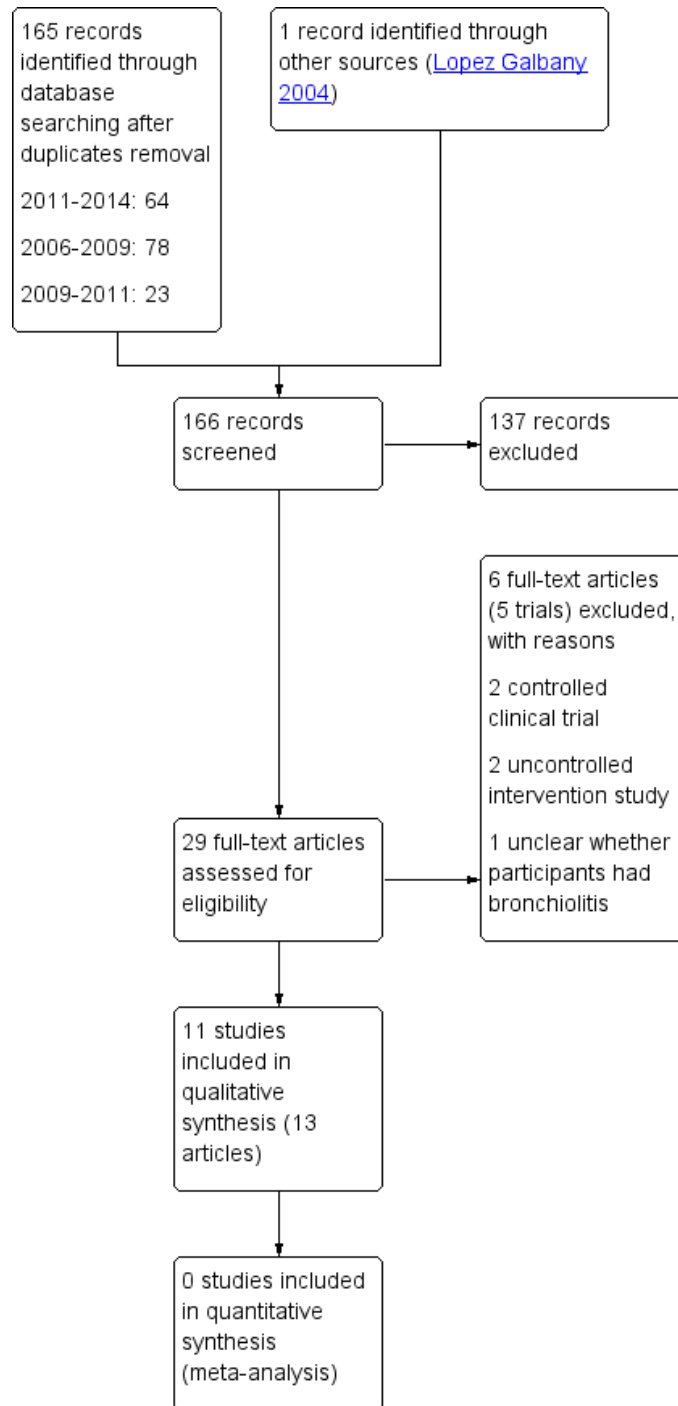 165 records
identified through
database
searching after
duplicates removal
2011-2014: 64
2006-2009: 78
2009-2011: 23
1 record identified through
other sources (Lopez Galbany
2004)
166 records
screened
137 records
excluded
6 full-text articles
(5 trials) excluded,
with reasons
2 controlled
clinical trial
2 uncontrolled
intervention study
1 unclear whether
participants had
bronchiolitis
29 full-text articles
assessed for
eligibility
11 studies
included in
qualitative
synthesis (13
articles)
0 studies included
in quantitative
synthesis
(meta-analysis)